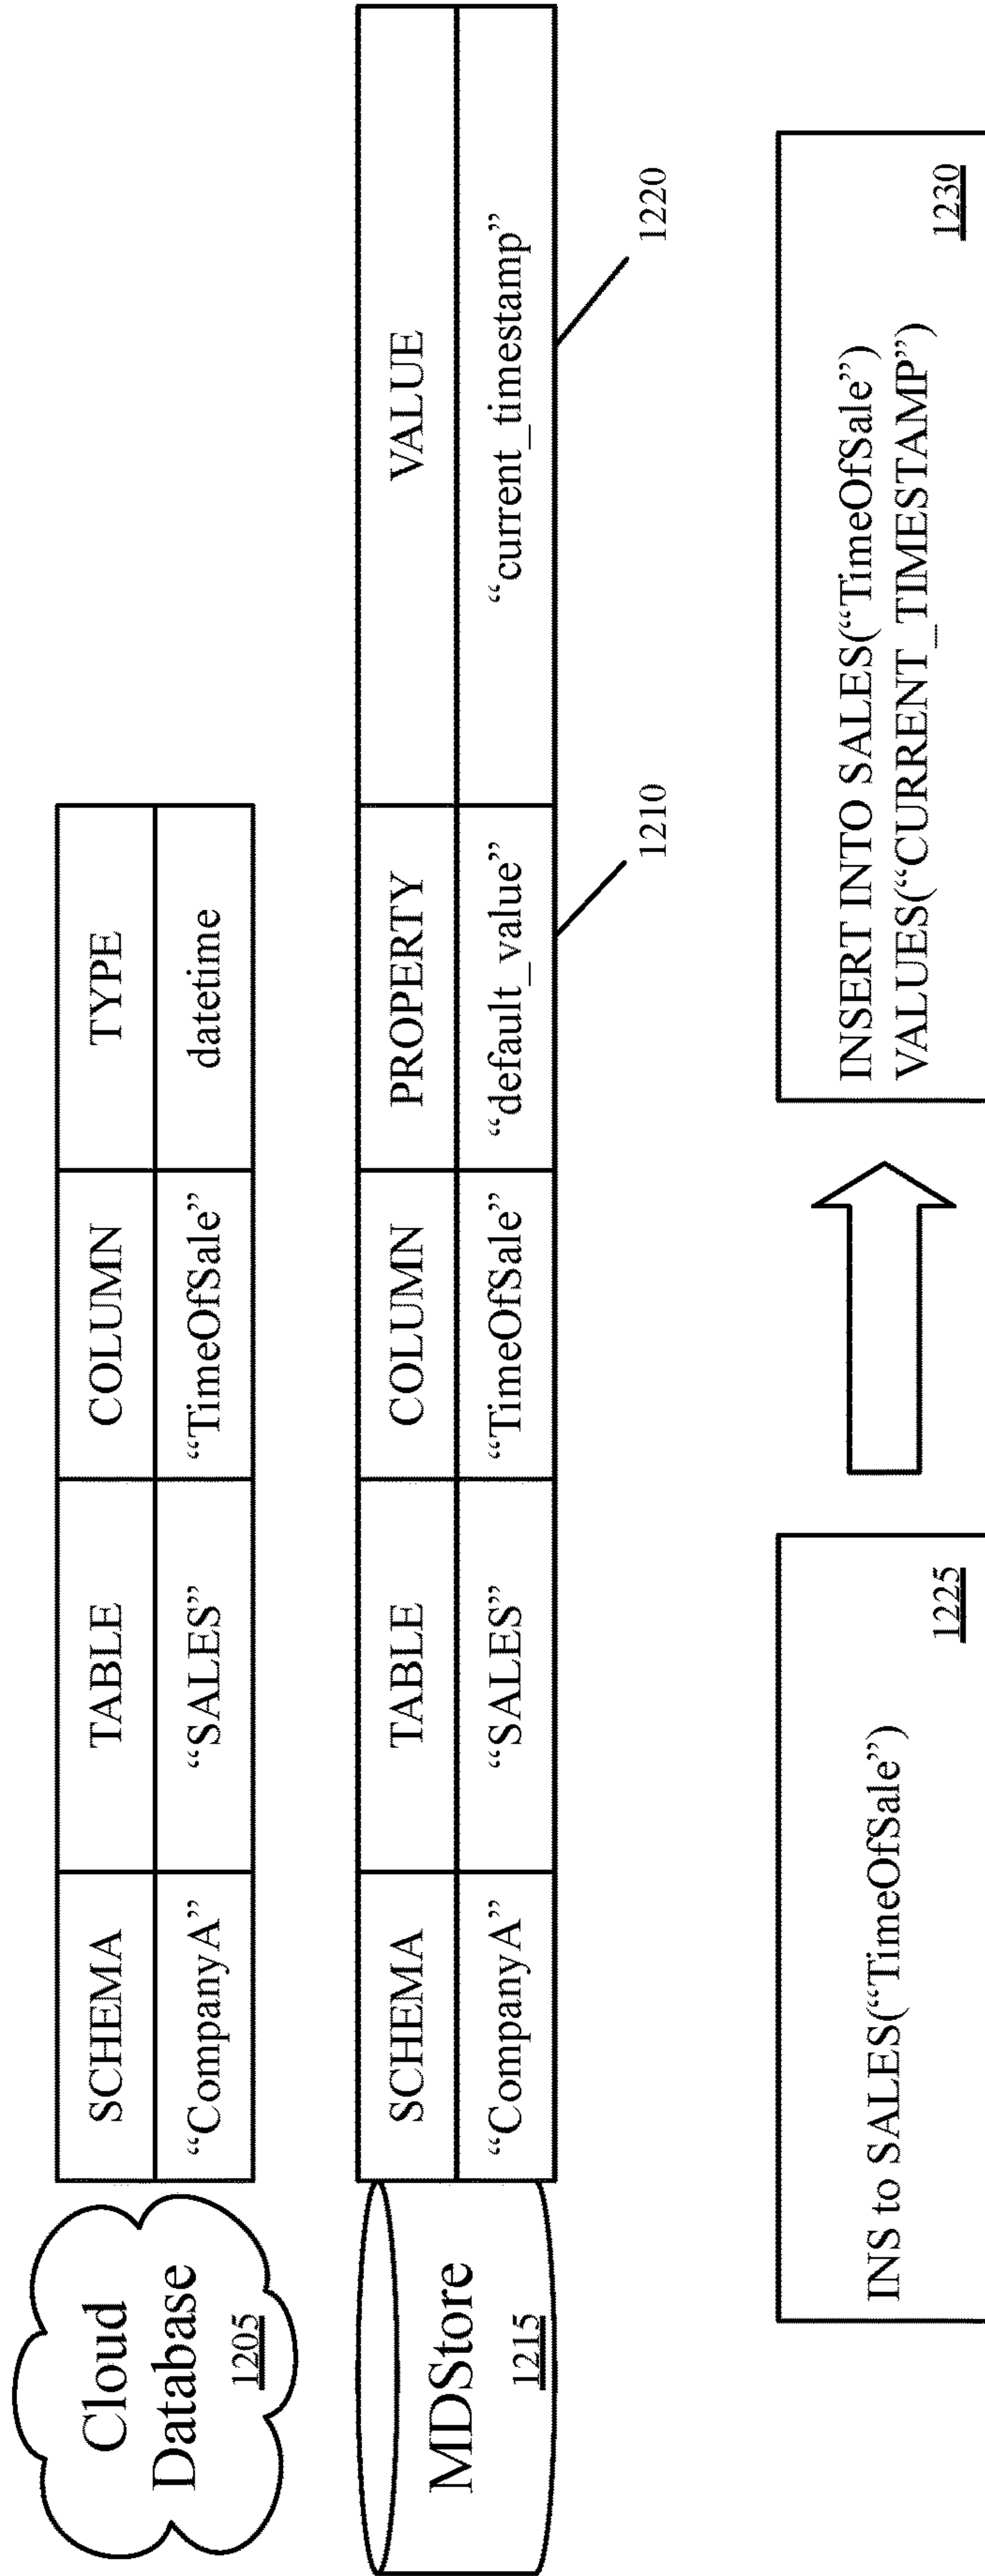 Cloud
Database
1205
SCHEMA TABLE COLUMN TYPE
“CompanyA” “SALES” “TimeOfSale” datetime
MDStore
1215
SCHEMA TABLE COLUMN PROPERTY VALUE
“CompanyA” “SALES” “TimeOfSale” “default_value” “current_timestamp”
1210
1220
INS to SALES(“TimeOfSale”)
1225
INSERT INTO SALES(“TimeOfSale”)
VALUES(“CURRENT_TIMESTAMP”)
1230